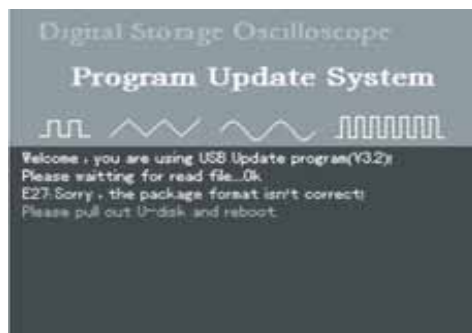 Digital Storage Oscilloscope
Program Update System
Welcome , you are using USB Update program(V3.2)!
Please waitting for read file...Ok
E27:Sorry , the package format isn't correct!
Please pull out U-disk and reboot.